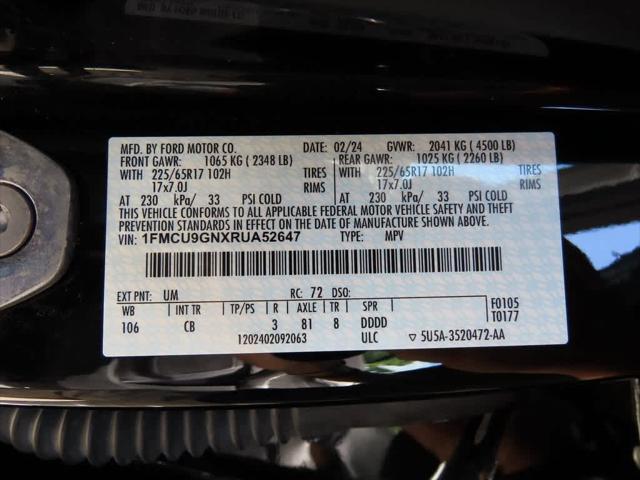 MFD. BY FORD MOTOR CO. DATE: 02/24 GVWR: 2041 KG (4500 LB)
FRONT GAWR: 1065 KG (2348 LB) REAR GAWR: 1025 KG (2260 LB)
WITH 225/65R17 102H TIRES WITH 225/65R17 102H TIRES
17x7.0J RIMS 17x7.0J RIMS
AT 230 kPa/ 33 PSI COLD AT 230 kPa/ 33 PSI COLD
THIS VEHICLE CONFORMS TO ALL APPLICABLE FEDERAL MOTOR VEHICLE SAFETY AND THEFT
PREVENTION STANDARDS IN EFFECT ON THE DATE OF MANUFACTURE SHOWN ABOVE.
VIN: 1FMCU9GNXRUA52647 TYPE: MPV
EXT PNT: UM RC: 72 DSO: F0105
WB INT TR TP/PS R AXLE TR SPR T0177
106 CB 3 81 8 DDDD
1202402092063 ULC ▽ 5U5A-3520472-AA